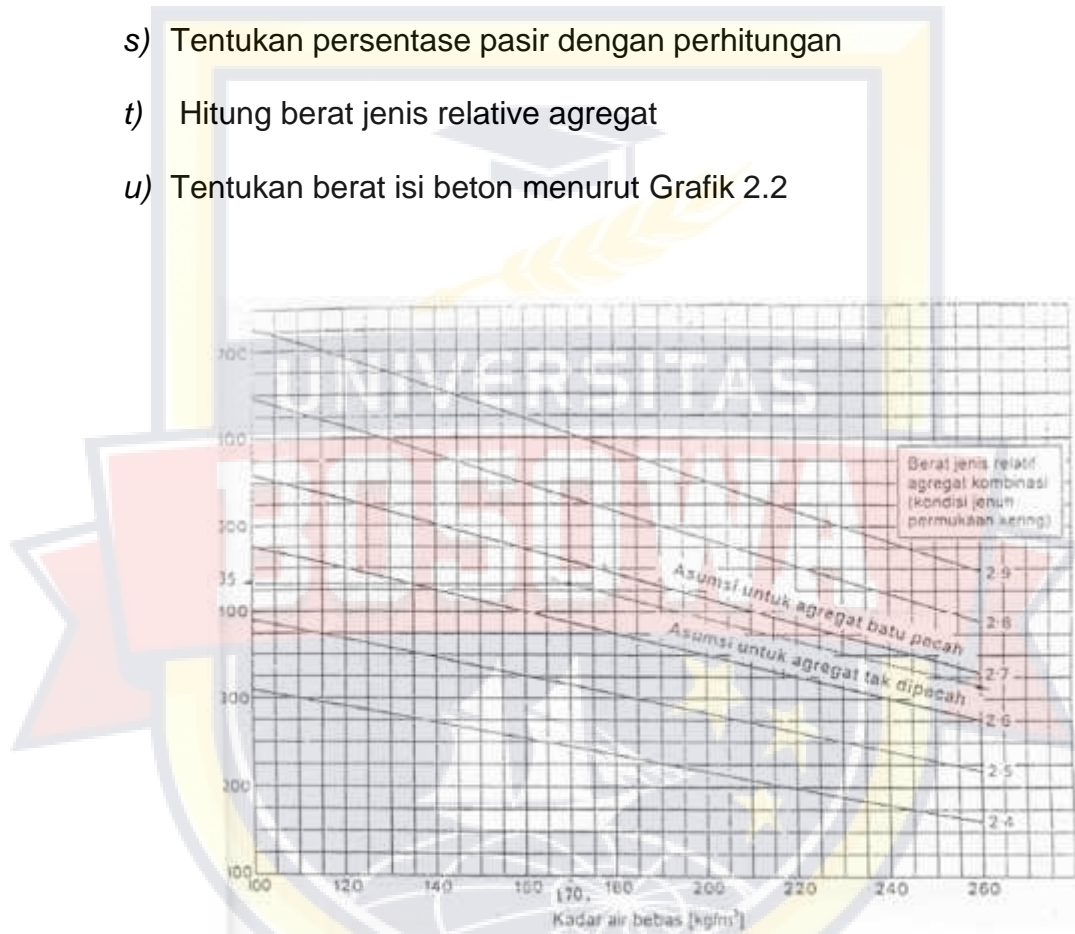 s) Tentukan persentase pasir dengan perhitungan
t) Hitung berat jenis relative agregat
u) Tentukan berat isi beton menurut Grafik 2.2
UNIVERSITAS
BOSOWA
Berat jenis relatif
agregat kombinasi
(kondisi jenuh
permukaan kering)
Asumsi untuk agregat batu pecah
Asumsi untuk agregat tak dipecah
2.9
2.8
2.7
2.6
2.5
2.4
120 140 160 170. 180 200 220 240 260
Kadar air bebas [kg/m³]